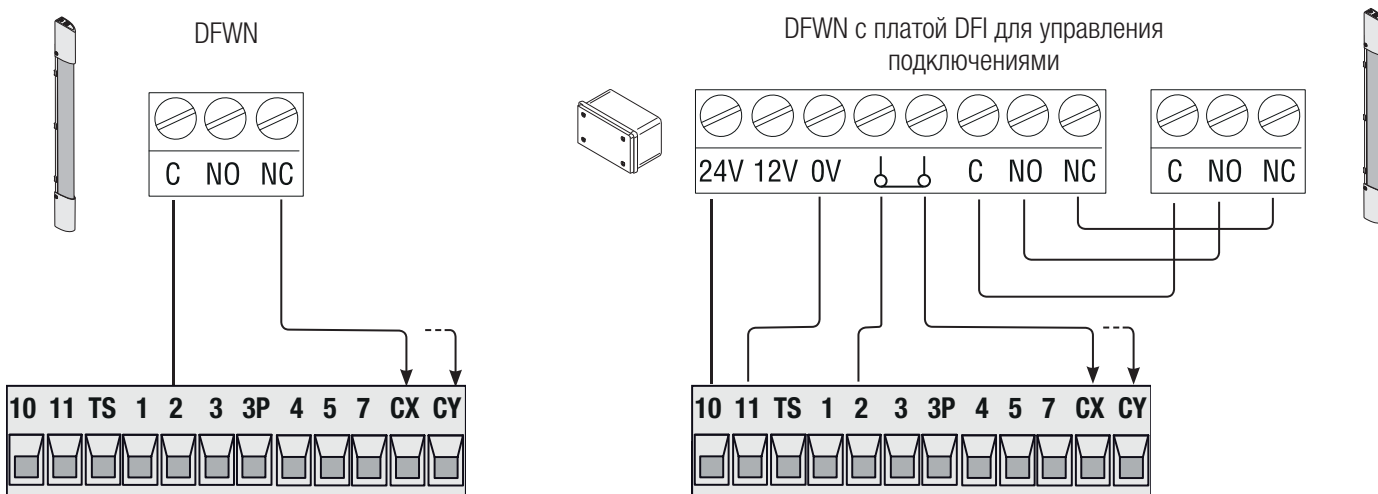 DFWN
C NO NC
10 11 TS 1 2 3 3P 4 5 7 CX CY
DFWN с платой DFI для управления
подключениями
24V 12V 0V C NO NC
C NO NC
10 11 TS 1 2 3 3P 4 5 7 CX CY